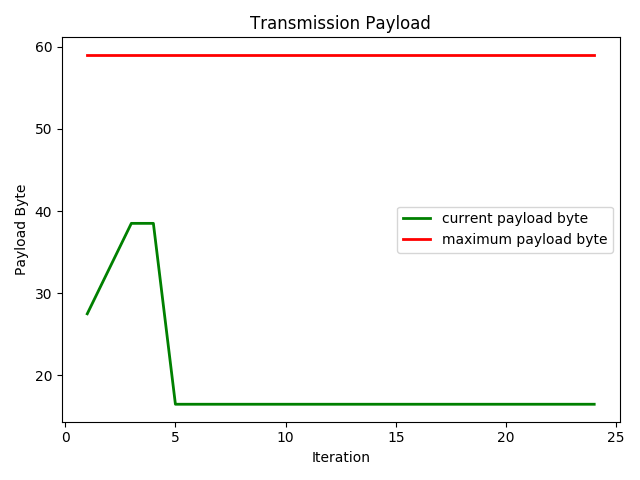 Transmission Payload
60
50
40
30
20
Payload Byte
current payload byte
maximum payload byte
0 5 10 15 20 25
Iteration